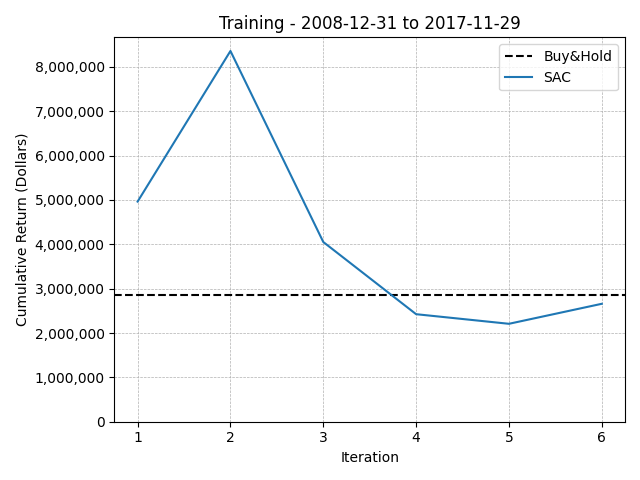 Training - 2008-12-31 to 2017-11-29
Buy&Hold
SAC
Cumulative Return (Dollars)
8,000,000
7,000,000
6,000,000
5,000,000
4,000,000
3,000,000
2,000,000
1,000,000
0
1 2 3 4 5 6
Iteration